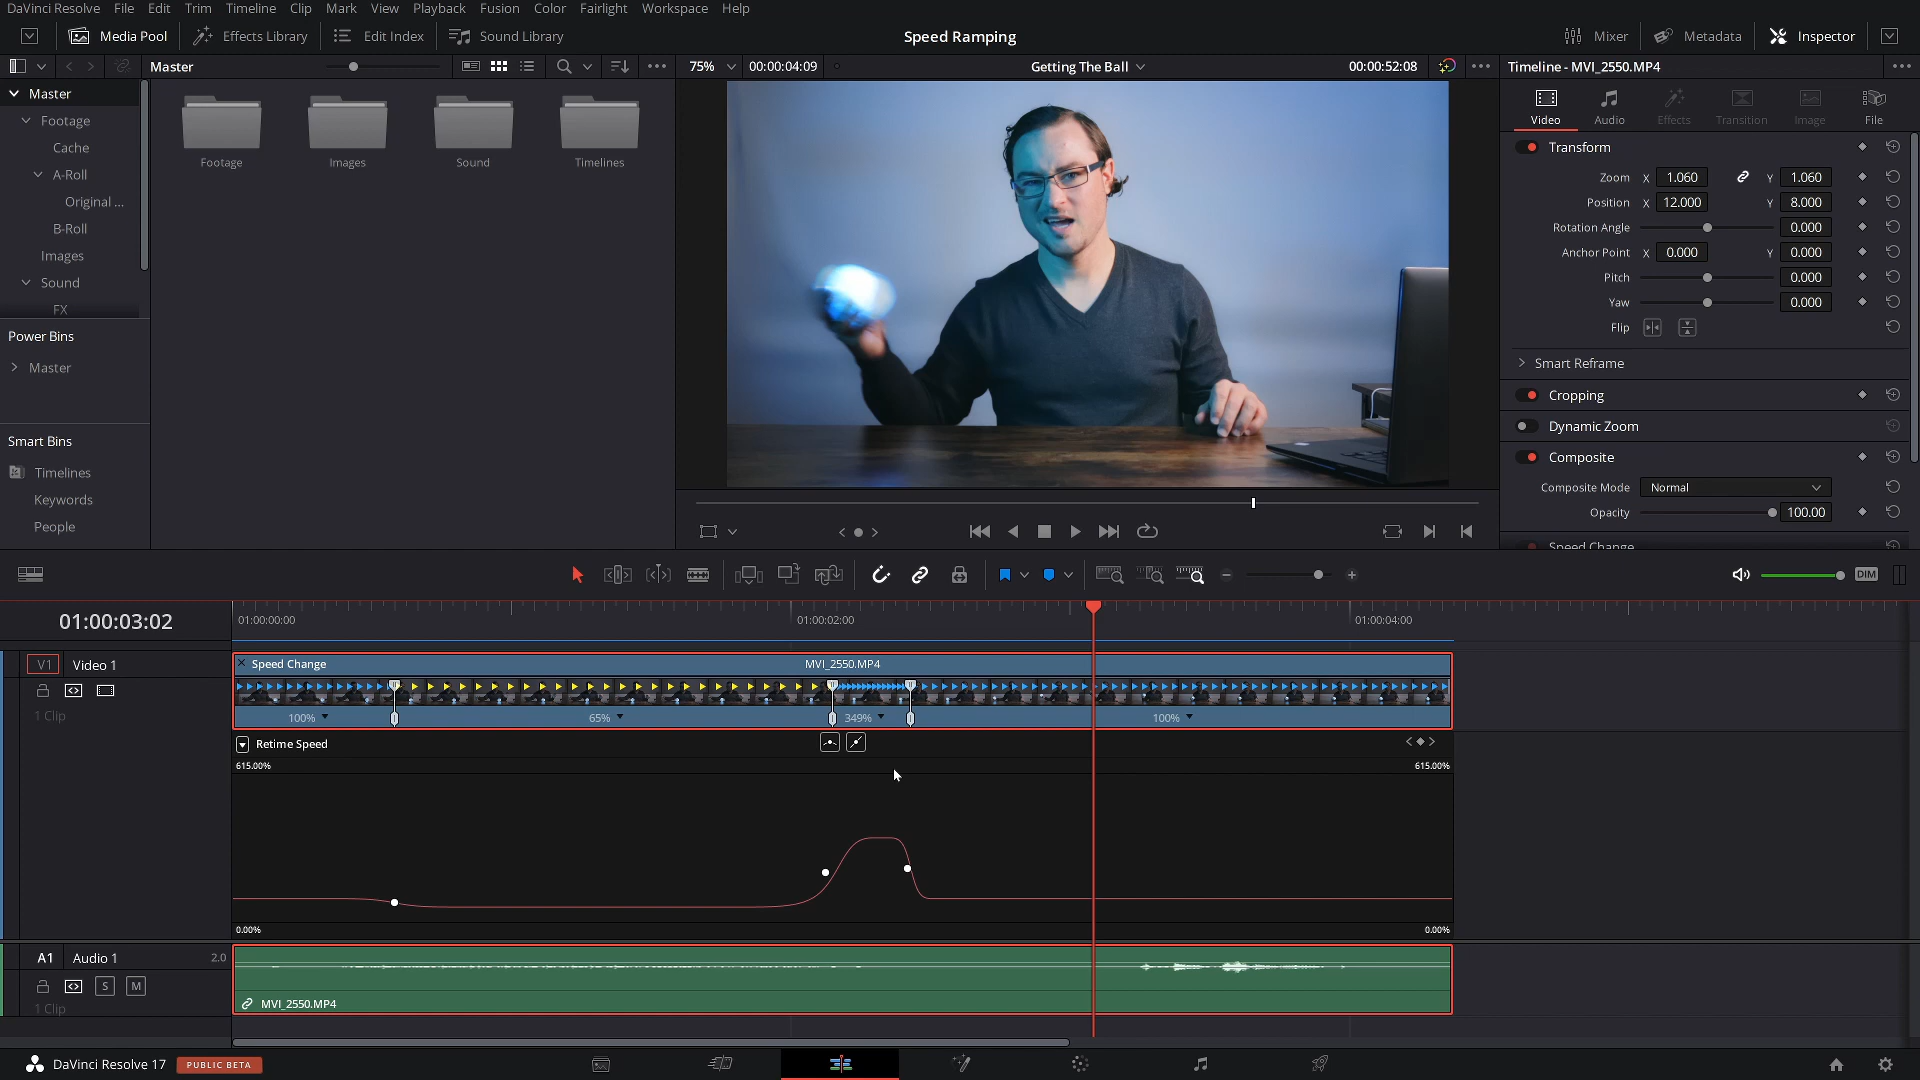 DaVinci Resolve File Edit Trim Timeline Clip Mark View Playback Fusion Color Fairlight Workspace Help
Media Pool Effects Library Edit Index Sound Library Speed Ramping Mixer Metadata Inspector
Master 75% 00:00:04:09 Getting The Ball 00:00:52:08 Timeline - MVI_2550.MP4
Master
Footage
Cache
A-Roll
Original ...
B-Roll
Images
Sound
FX
Power Bins
Master
Smart Bins
Timelines
Keywords
People
Footage Images Sound Timelines
Video Audio Effects Transition Image File
Transform
Zoom X 1.060 Y 1.060
Position X 12.000 Y 8.000
Rotation Angle 0.000
Anchor Point X 0.000 Y 0.000
Pitch 0.000
Yaw 0.000
Flip
Smart Reframe
Cropping
Dynamic Zoom
Composite
Composite Mode Normal
Opacity 100.00
Speed Change
DIM
01:00:03:02 01:00:00:00 01:00:02:00 01:00:04:00
V1 Video 1
1 Clip
Speed Change MVI_2550.MP4
100% 65% 349% 100%
Retime Speed
615.00% 615.00%
0.00% 0.00%
A1 Audio 1 2.0
S M
1 Clip
MVI_2550.MP4
DaVinci Resolve 17 PUBLIC BETA